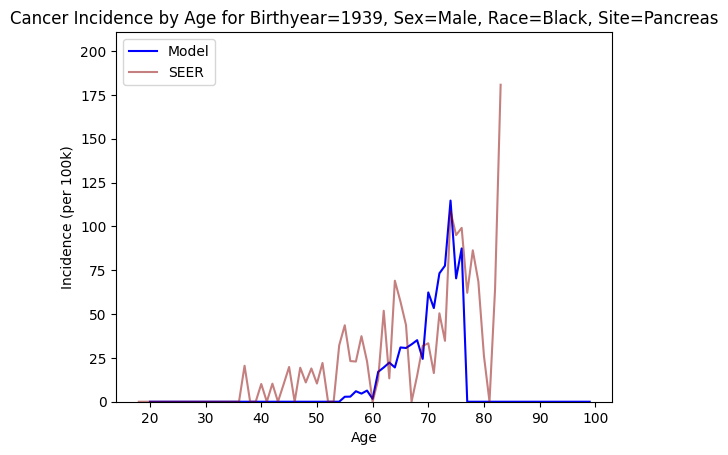 Cancer Incidence by Age for Birthyear=1939, Sex=Male, Race=Black, Site=Pancreas
Model
SEER
200
175
150
125
100
75
50
25
0
Incidence (per 100k)
20 30 40 50 60 70 80 90 100
Age